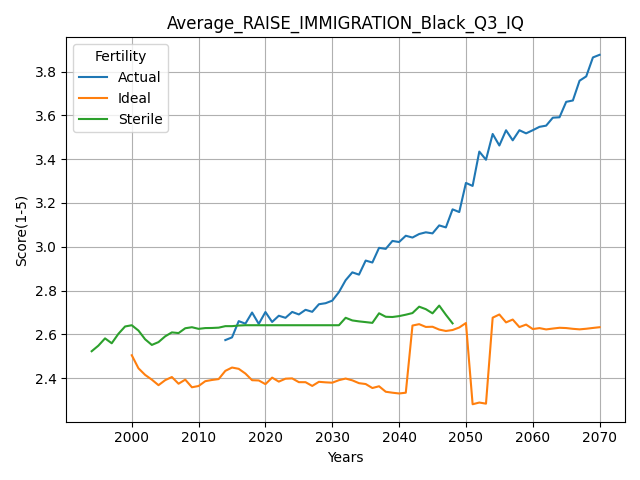 Average_RAISE_IMMIGRATION_Black_Q3_IQ
Fertility
Actual
Ideal
Sterile
Score(1-5)
3.8
3.6
3.4
3.2
3.0
2.8
2.6
2.4
2000 2010 2020 2030 2040 2050 2060 2070
Years